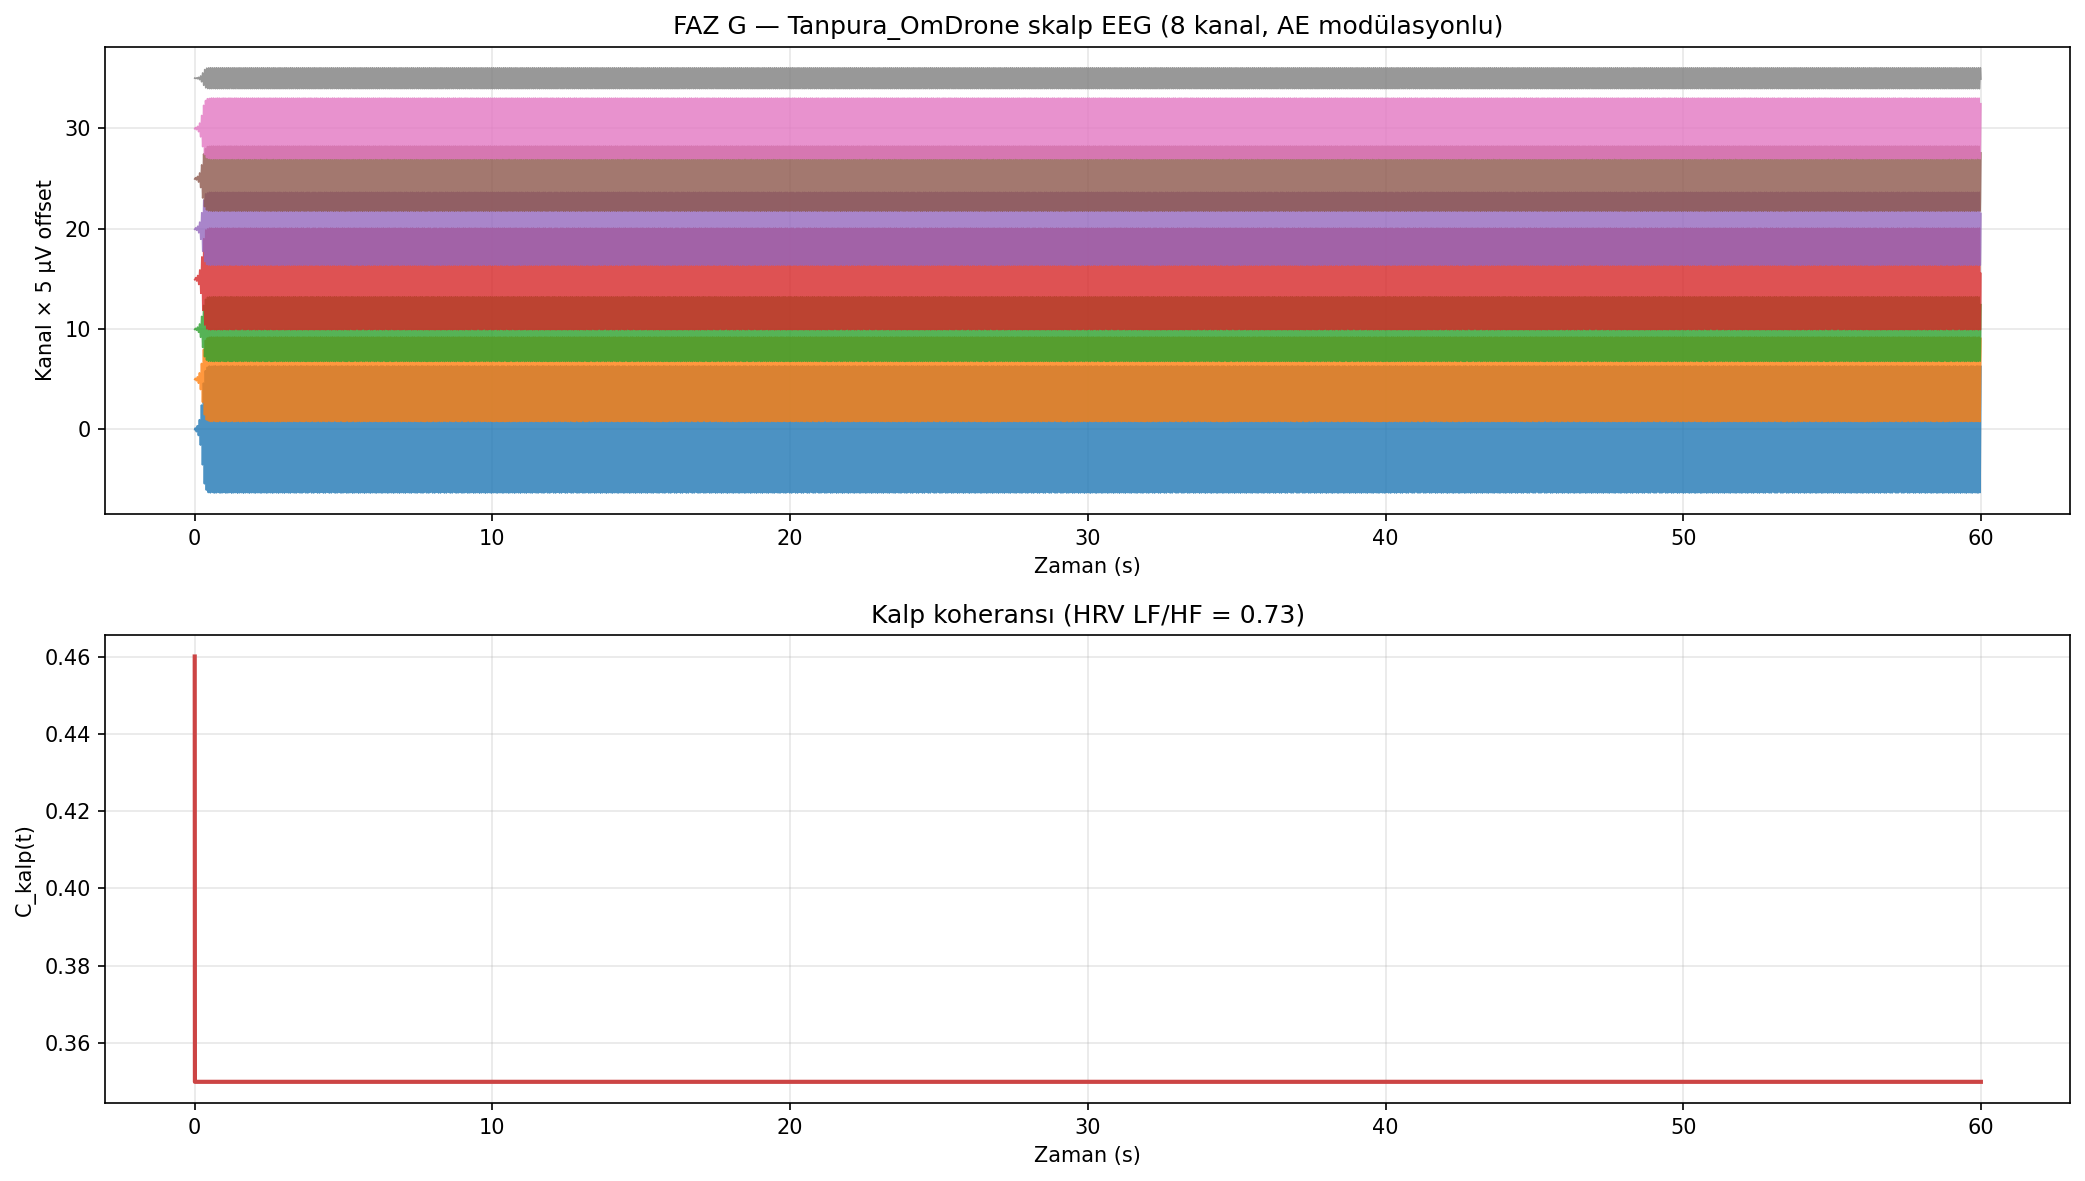 FAZ G — Tanpura_OmDrone skalp EEG (8 kanal, AE modülasyonlu)
Kanal × 5 µV offset
30
20
10
0
0 10 20 30 40 50 60
Zaman (s)
Kalp koheransı (HRV LF/HF = 0.73)
C_kalp(t)
0.46
0.44
0.42
0.40
0.38
0.36
0 10 20 30 40 50 60
Zaman (s)